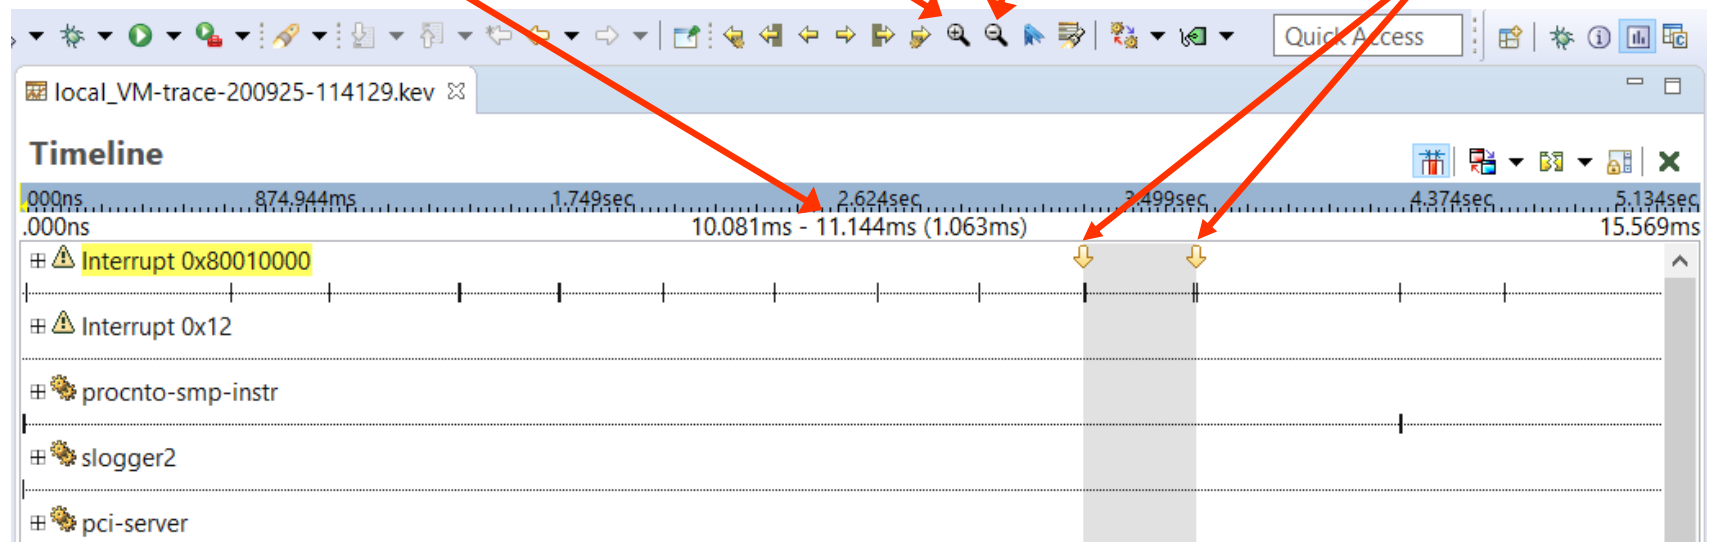 Quick Access
local_VM-trace-200925-114129.kev
Timeline
000ns 874.944ms 1.749sec 2.624sec 3.499sec 4.374sec 5.134sec
.000ns 10.081ms - 11.144ms (1.063ms) 15.569ms
Interrupt 0x80010000
Interrupt 0x12
procnto-smp-instr
slogger2
pci-server